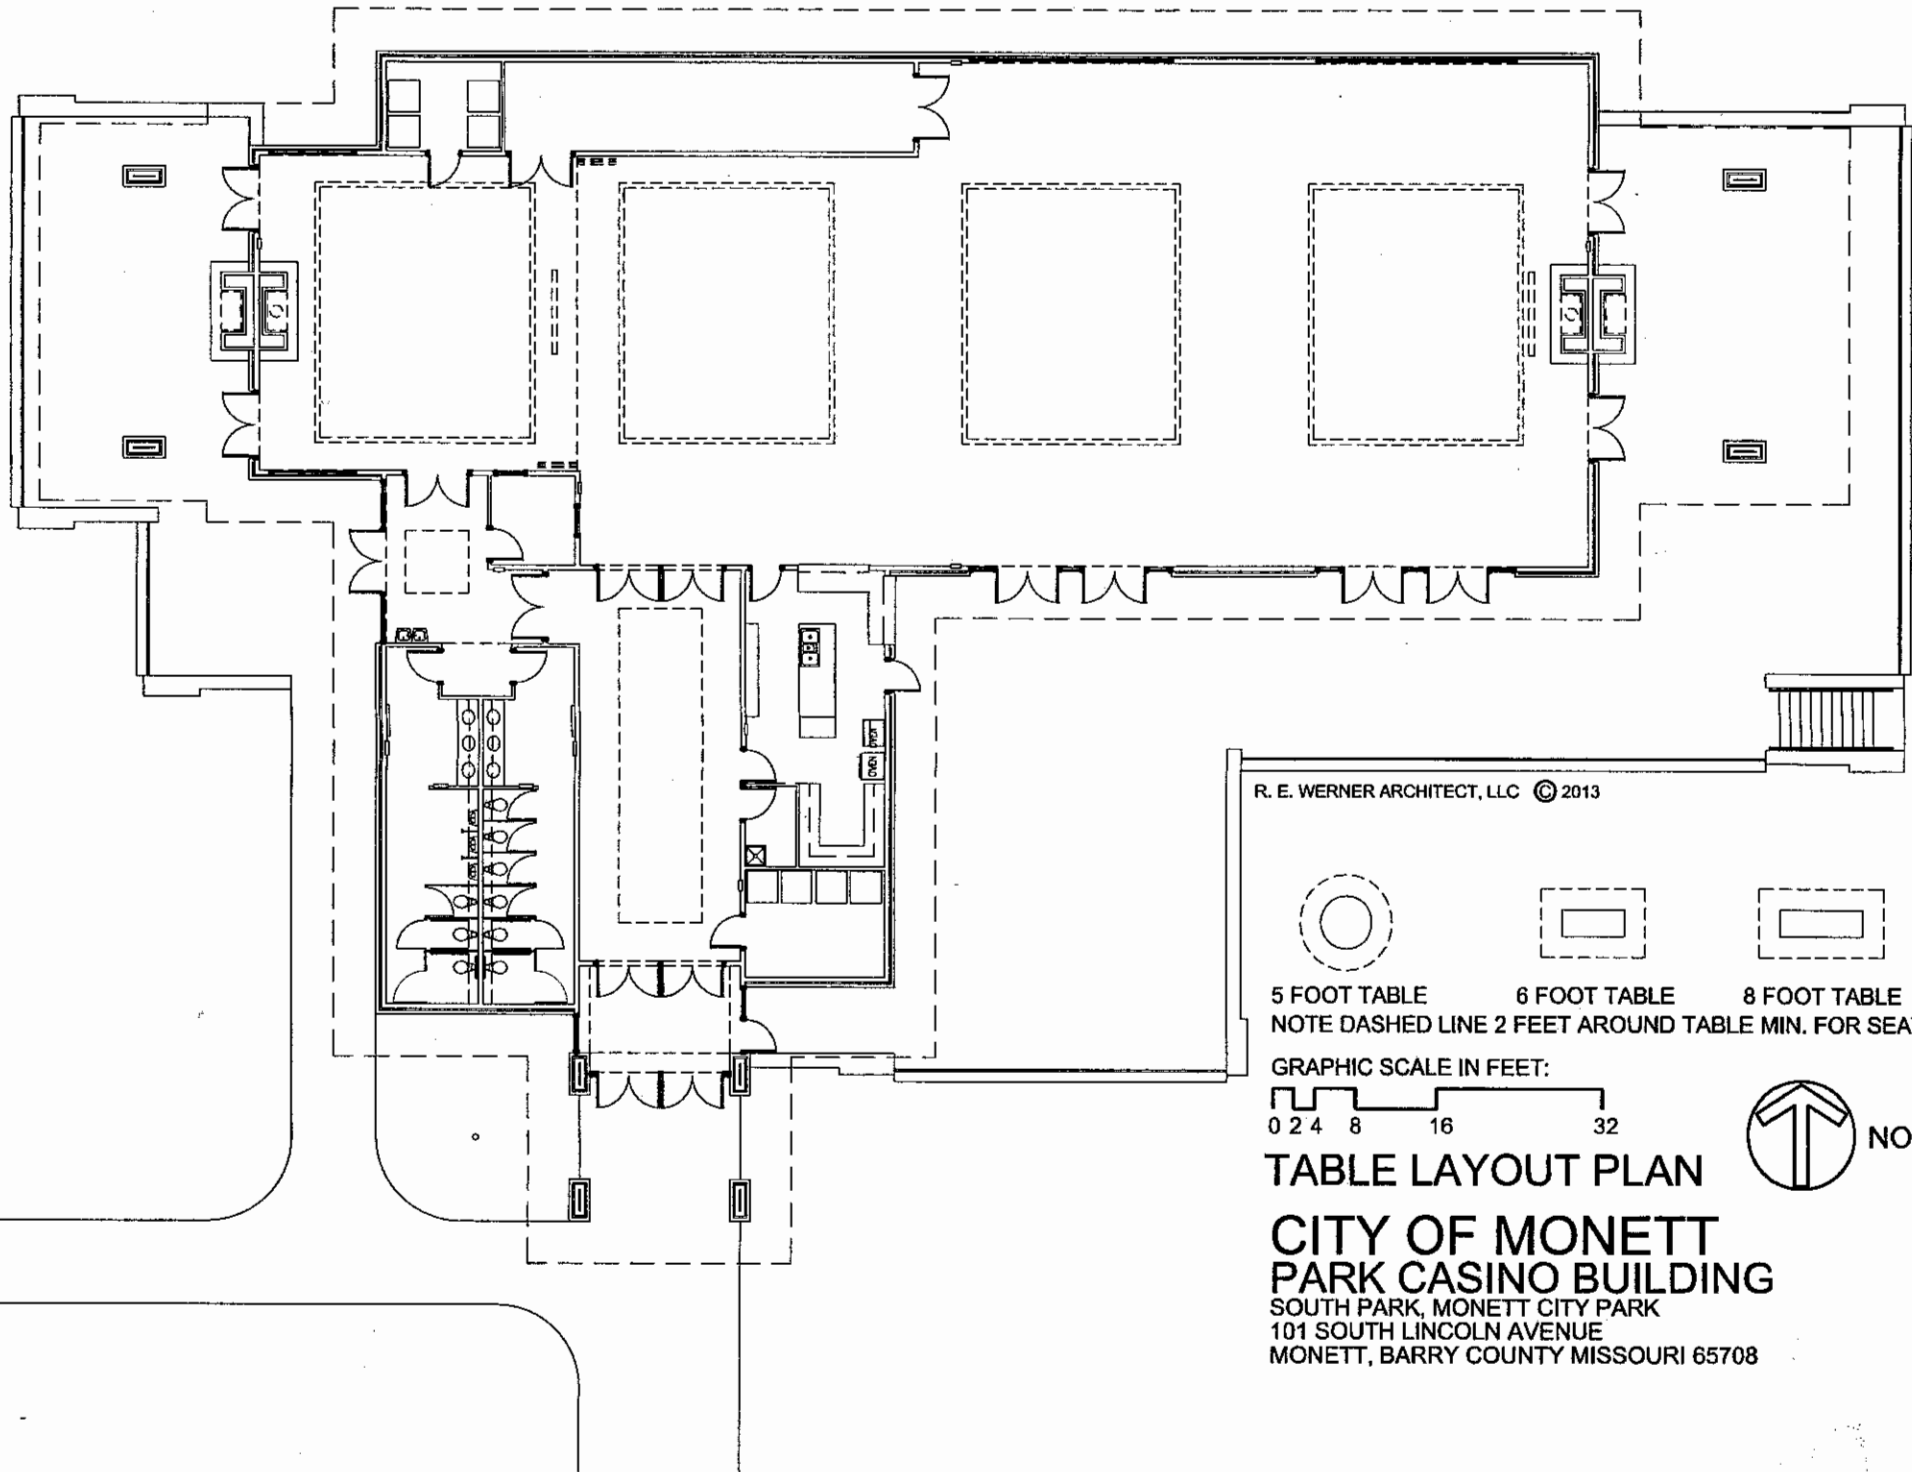 OVEN
OVEN
R. E. WERNER ARCHITECT, LLC © 2013
5 FOOT TABLE 6 FOOT TABLE 8 FOOT TABLE
NOTE DASHED LINE 2 FEET AROUND TABLE MIN. FOR SEA
GRAPHIC SCALE IN FEET:
0 2 4 8 16 32
NO
TABLE LAYOUT PLAN
CITY OF MONETT
PARK CASINO BUILDING
SOUTH PARK, MONETT CITY PARK
101 SOUTH LINCOLN AVENUE
MONETT, BARRY COUNTY MISSOURI 65708